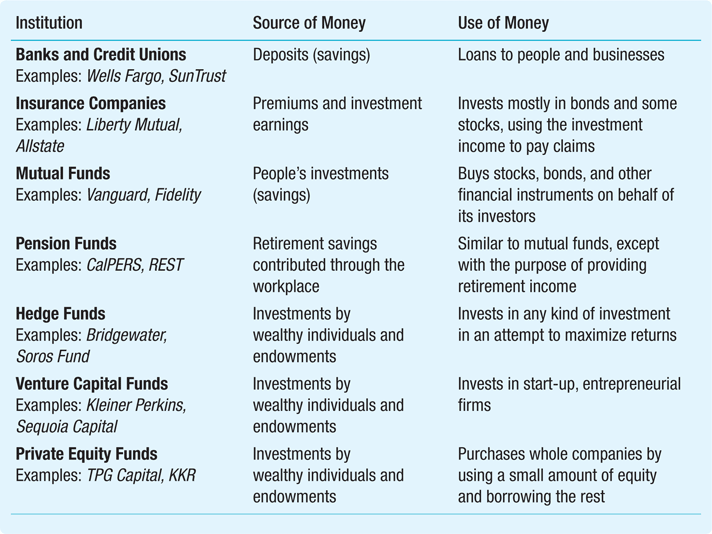 Institution Source of Money Use of Money
Banks and Credit Unions Deposits (savings) Loans to people and businesses
Examples: Wells Fargo, SunTrust
Insurance Companies Premiums and investment Invests mostly in bonds and some
Examples: Liberty Mutual, earnings stocks, using the investment
Allstate income to pay claims
Mutual Funds People’s investments Buys stocks, bonds, and other
Examples: Vanguard, Fidelity (savings) financial instruments on behalf of
its investors
Pension Funds Retirement savings Similar to mutual funds, except
Examples: CalPERS, REST contributed through the with the purpose of providing
workplace retirement income
Hedge Funds Investments by Invests in any kind of investment
Examples: Bridgewater, wealthy individuals and in an attempt to maximize returns
Soros Fund endowments
Venture Capital Funds Investments by Invests in start-up, entrepreneurial
Examples: Kleiner Perkins, wealthy individuals and firms
Sequoia Capital endowments
Private Equity Funds Investments by Purchases whole companies by
Examples: TPG Capital, KKR wealthy individuals and using a small amount of equity
endowments and borrowing the rest